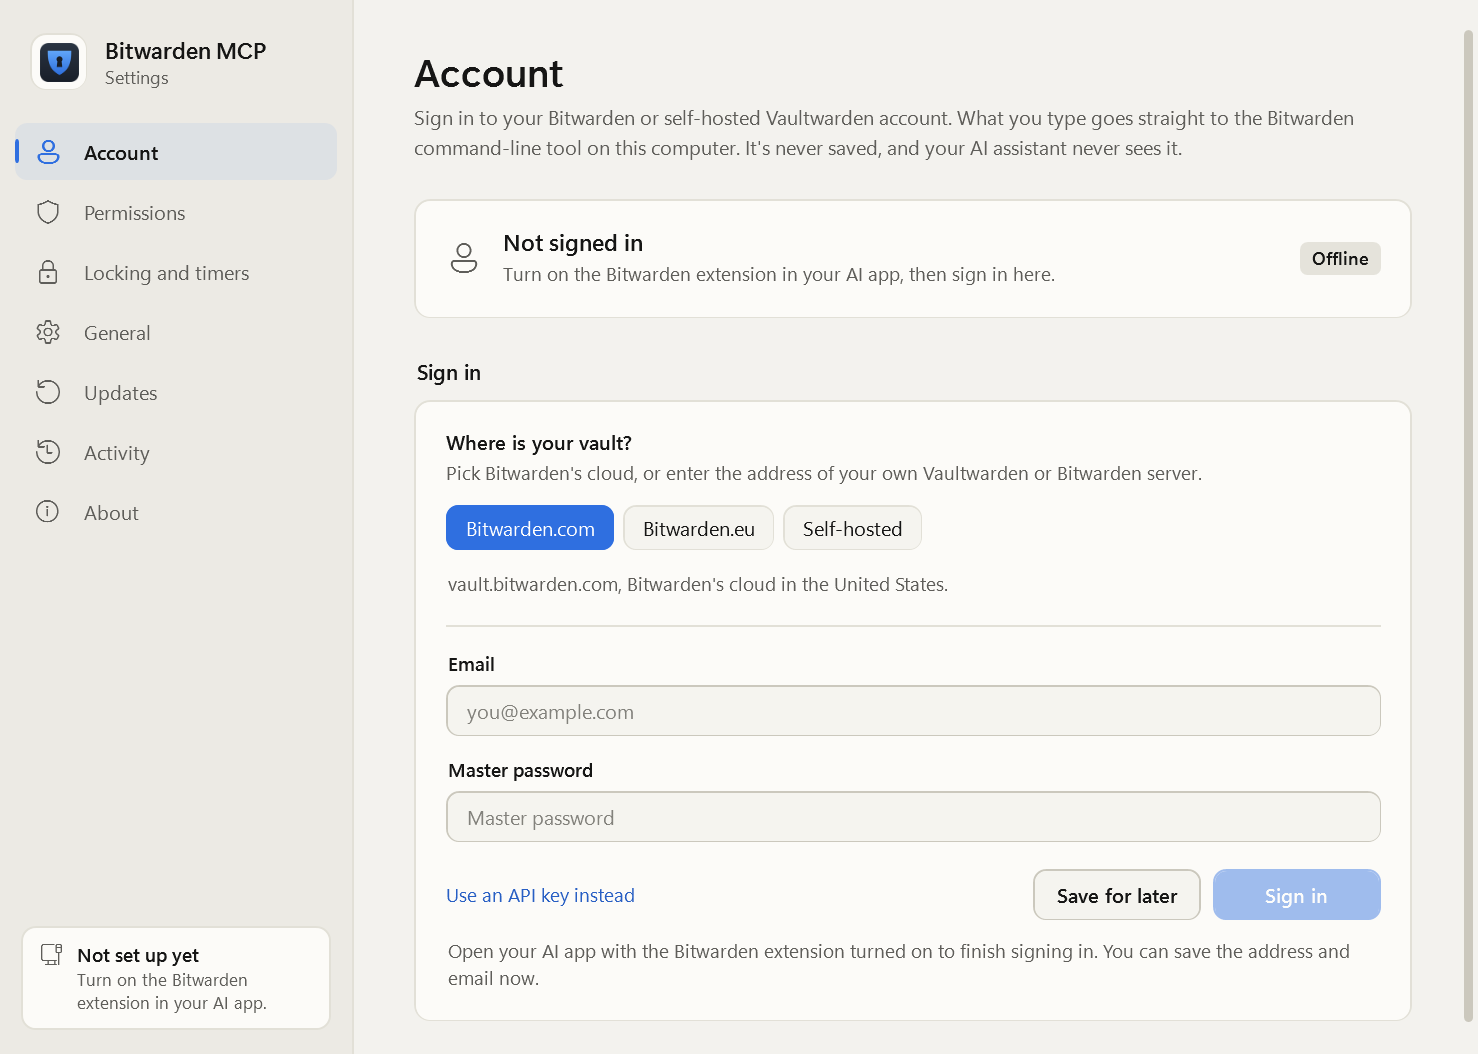 Bitwarden MCP
Settings
Account
Permissions
Locking and timers
General
Updates
Activity
About
Not set up yet
Turn on the Bitwarden
extension in your AI app.
Account
Sign in to your Bitwarden or self-hosted Vaultwarden account. What you type goes straight to the Bitwarden
command-line tool on this computer. It's never saved, and your AI assistant never sees it.
Not signed in
Turn on the Bitwarden extension in your AI app, then sign in here.
Offline
Sign in
Where is your vault?
Pick Bitwarden's cloud, or enter the address of your own Vaultwarden or Bitwarden server.
Bitwarden.com
Bitwarden.eu
Self-hosted
vault.bitwarden.com, Bitwarden's cloud in the United States.
Email
you@example.com
Master password
Master password
Use an API key instead
Save for later
Sign in
Open your AI app with the Bitwarden extension turned on to finish signing in. You can save the address and
email now.